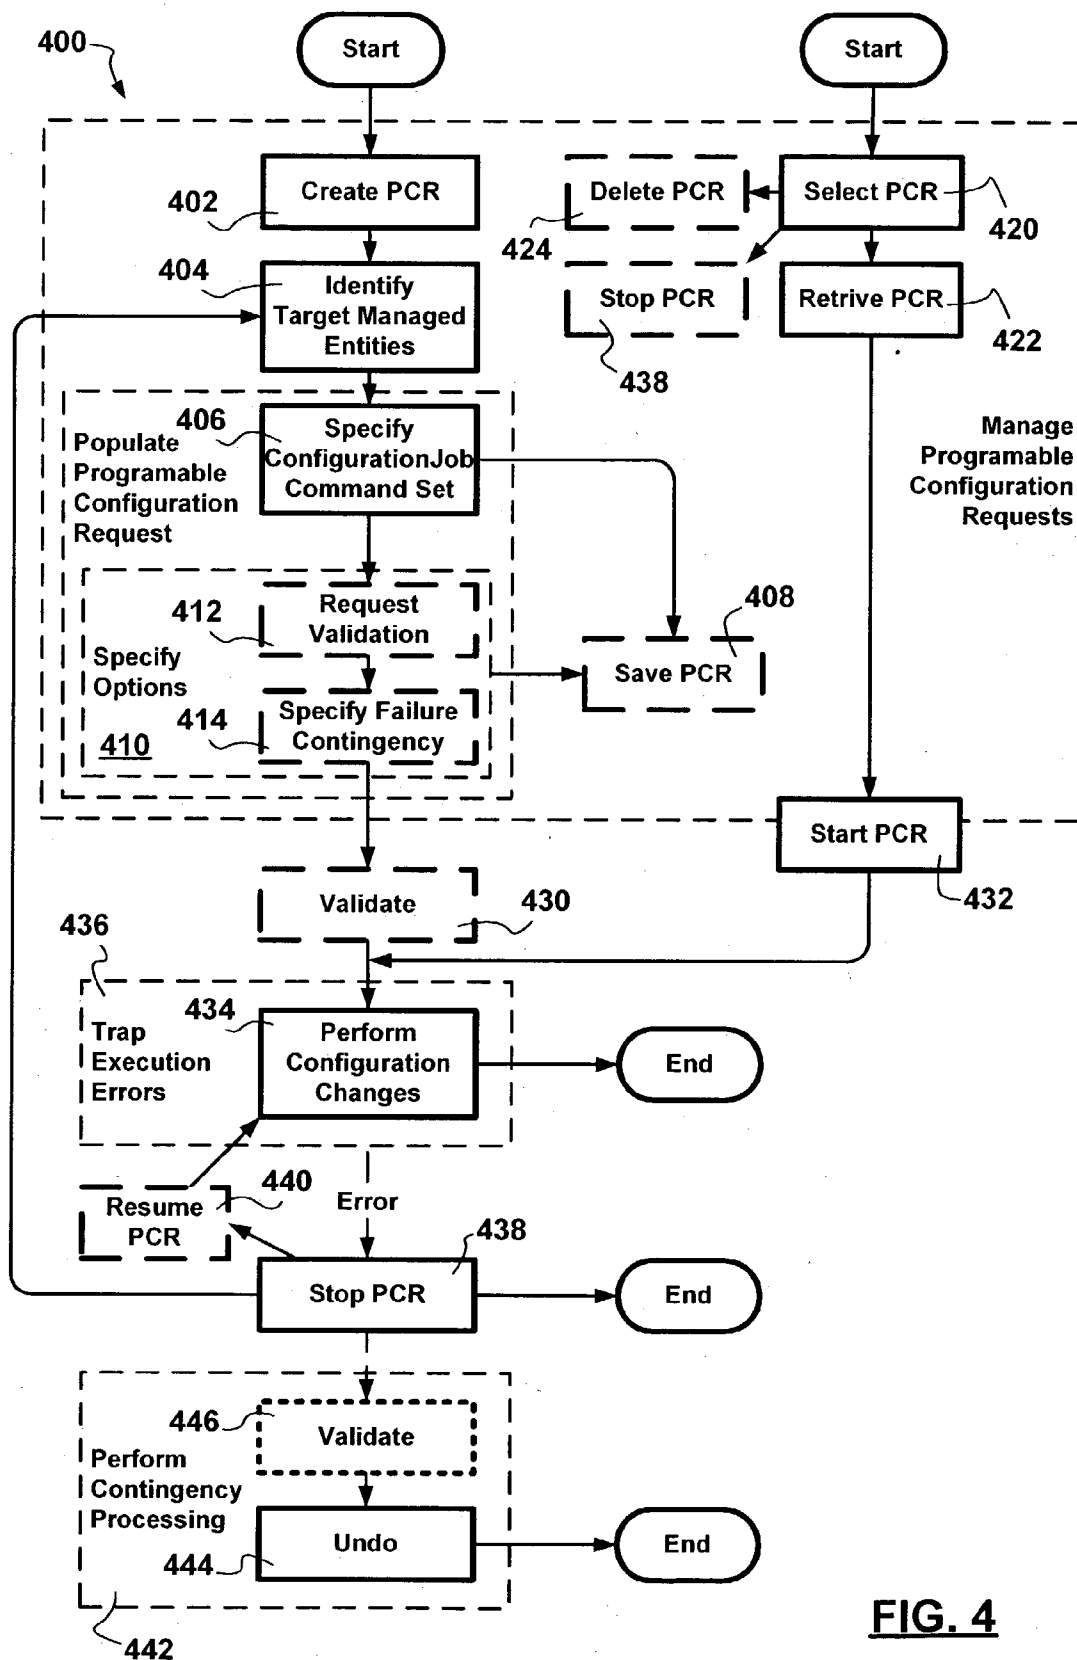 400
Start
Start
Create PCR
402
Delete PCR
424
Select PCR
420
404
Identify
Target Managed
Entities
Stop PCR
438
Retrive PCR
422
Populate
Programable
Configuration
Request
406
Specify
ConfigurationJob
Command Set
Manage
Programable
Configuration
Requests
412
Request
Validation
408
Save PCR
Specify
Options
410
414
Specify Failure
Contingency
Start PCR
432
Validate
430
436
434
Trap
Execution
Errors
Perform
Configuration
Changes
End
Resume
PCR
440
Error
438
Stop PCR
End
446
Validate
Perform
Contingency
Processing
444
Undo
End
442
FIG. 4